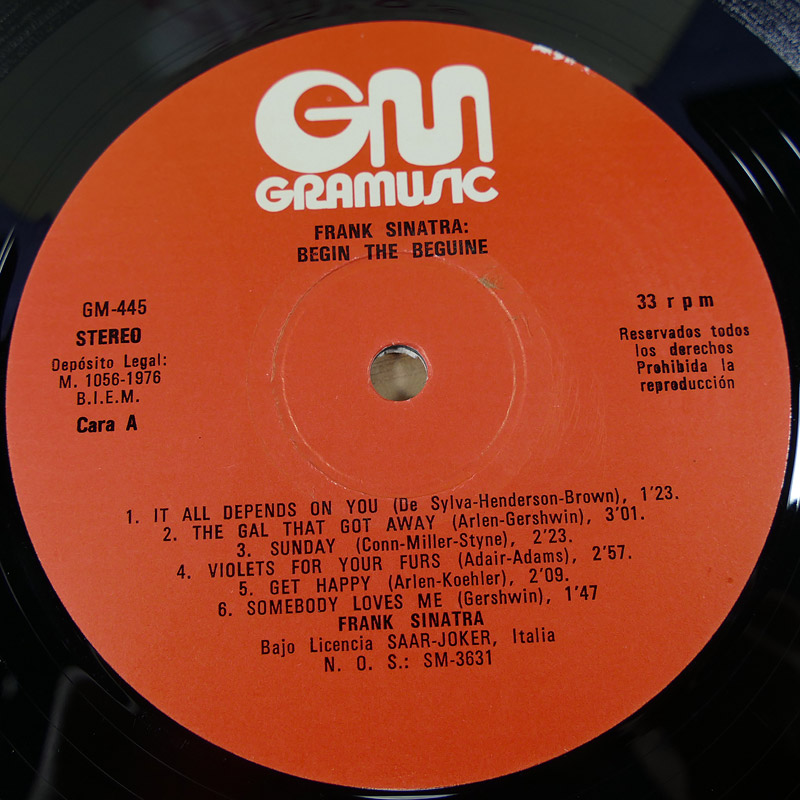 GM
GRAMUSIC
FRANK SINATRA:
BEGIN THE BEGUINE
GM-445
STEREO
Depósito Legal:
M. 1056-1976
B.I.E.M.
Cara A
33 rpm
Reservados todos
los derechos
Prohibida la
reproducción
1. IT ALL DEPENDS ON YOU (De Sylva-Henderson-Brown), 1'23.
2. THE GAL THAT GOT AWAY (Arlen-Gershwin), 3'01.
3. SUNDAY (Conn-Miller-Styne), 2'23.
4. VIOLETS FOR YOUR FURS (Adair-Adams), 2'57.
5. GET HAPPY (Arlen-Koehler), 2'09.
6. SOMEBODY LOVES ME (Gershwin), 1'47
FRANK SINATRA
Bajo Licencia SAAR-JOKER, Italia
N. O. S.: SM-3631